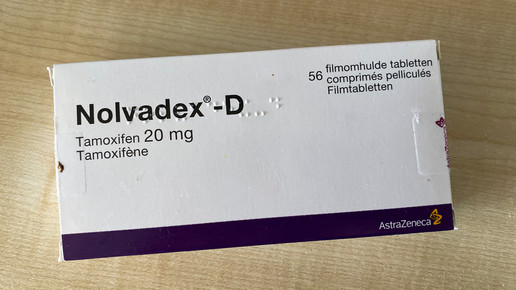 Nolvadex®-D
Tamoxifen 20 mg
Tamoxifène
56 filmomhulde tabletten
comprimés pelliculés
Filmtabletten
AstraZeneca